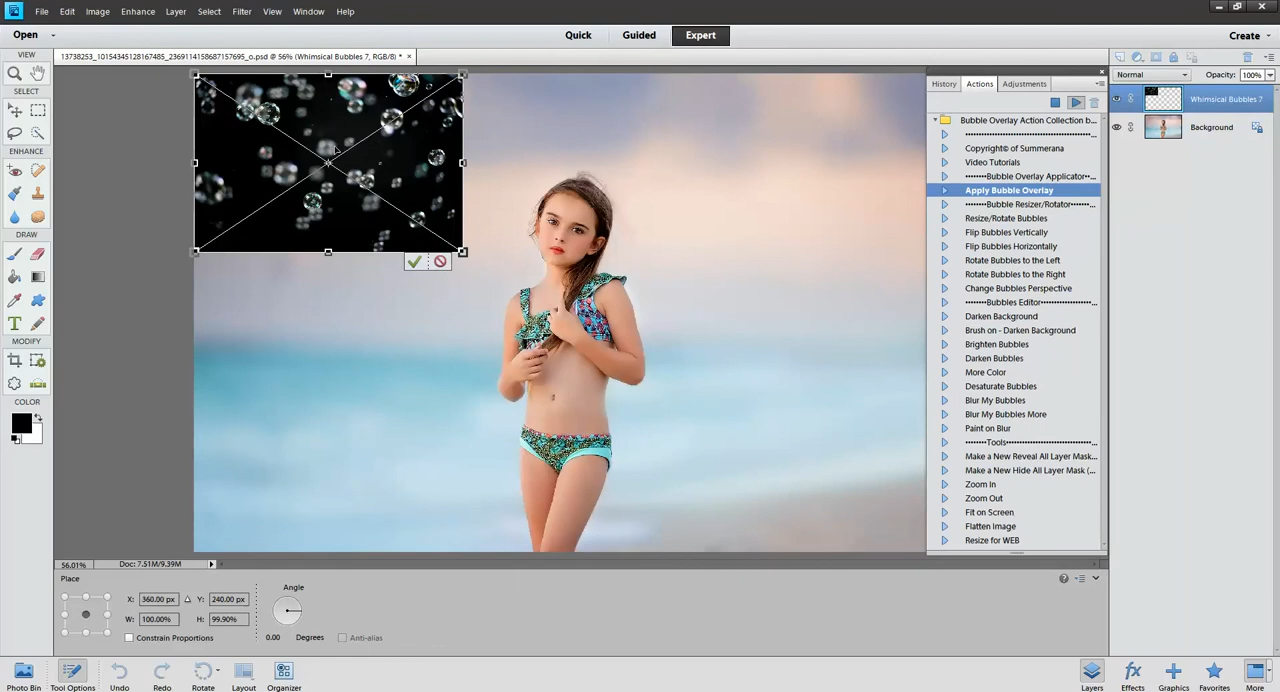 File Edit Image Enhance Layer Select Filter View Window Help
Open Quick Guided Expert Create
VIEW
13738253_10154345128167485_2369114158687157695_o.psd @ 56% (Whimsical Bubbles 7, RGB/8) * ×
SELECT
ENHANCE
DRAW
MODIFY
COLOR
History Actions Adjustments
Bubble Overlay Action Collection b...
Copyright© of Summerana
Video Tutorials
Bubble Overlay Applicator
Apply Bubble Overlay
Bubble Resizer/Rotator
Resize/Rotate Bubbles
Flip Bubbles Vertically
Flip Bubbles Horizontally
Rotate Bubbles to the Left
Rotate Bubbles to the Right
Change Bubbles Perspective
Bubbles Editor
Darken Background
Brush on - Darken Background
Brighten Bubbles
Darken Bubbles
More Color
Desaturate Bubbles
Blur My Bubbles
Blur My Bubbles More
Paint on Blur
Tools
Make a New Reveal All Layer Mask...
Make a New Hide All Layer Mask (...
Zoom In
Zoom Out
Fit on Screen
Flatten Image
Resize for WEB
Normal Opacity: 100%
Whimsical Bubbles 7
Background
56.01% Doc: 7.51M/9.39M
Place
X: 360.00 px Y: 240.00 px
W: 100.00% H: 99.90%
Constrain Proportions
Angle
0.00 Degrees Anti-alias
Photo Bin Tool Options Undo Redo Rotate Layout Organizer
Layers Effects Graphics Favorites More